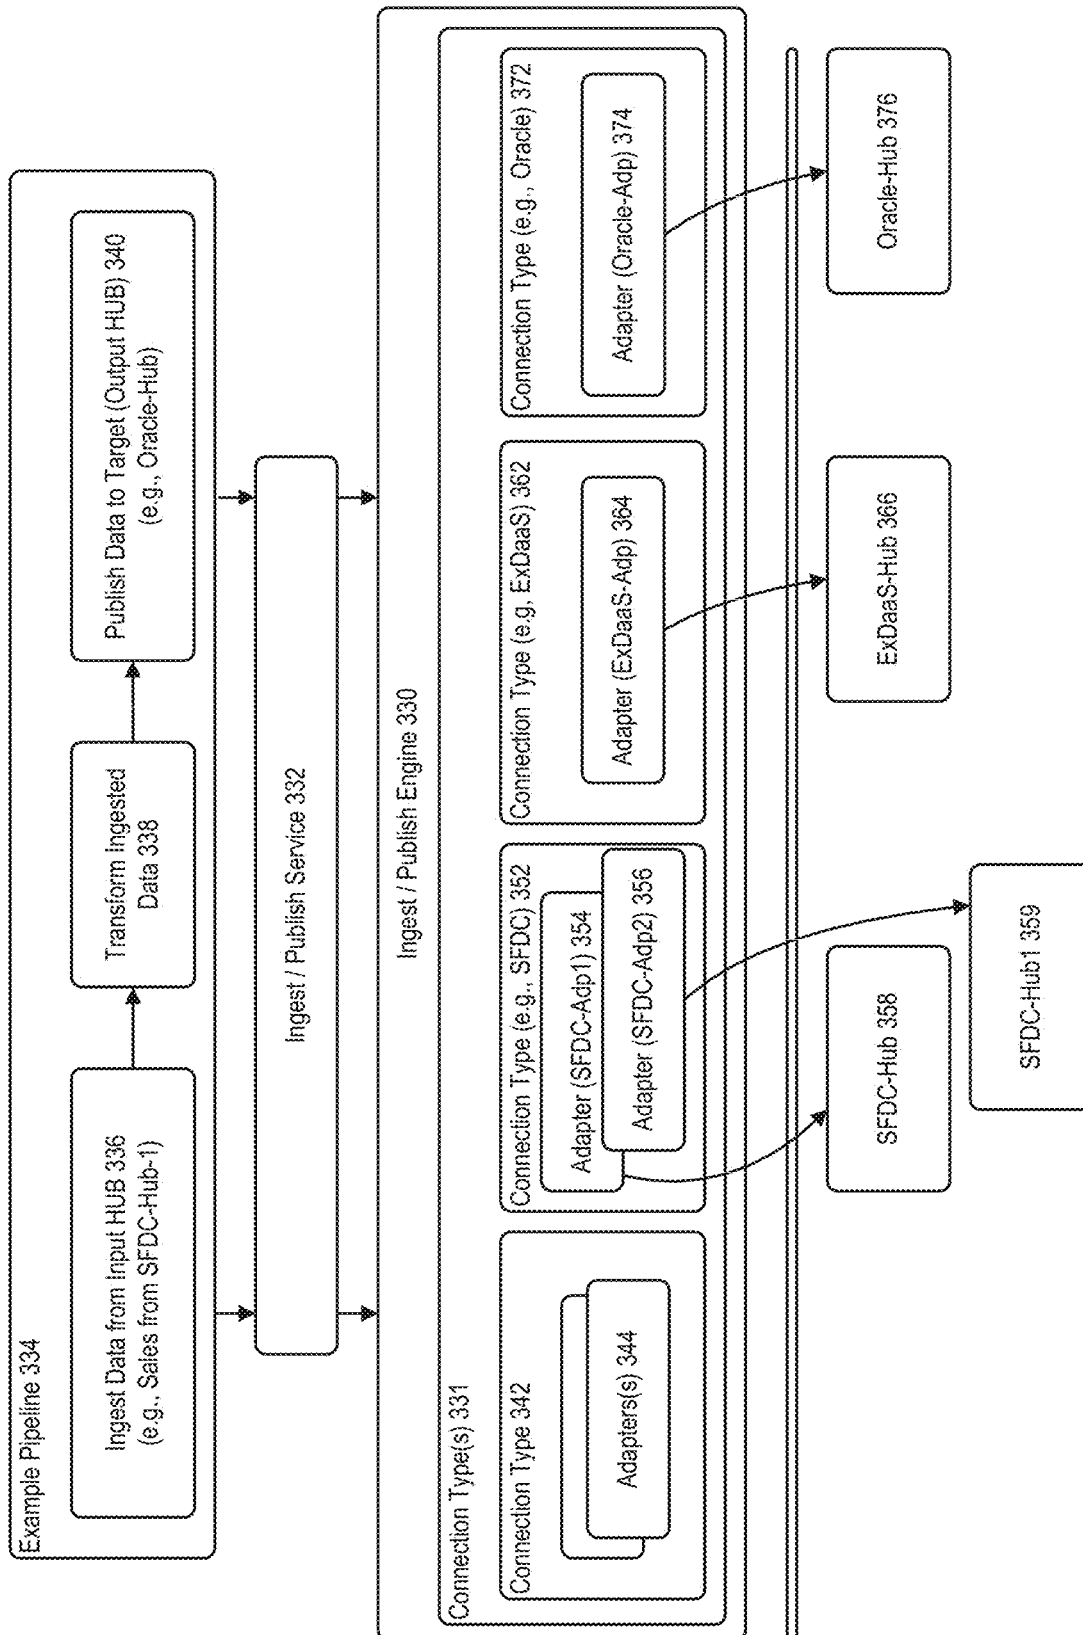 Example Pipeline 334
Ingest Data from Input HUB 336
(e.g., Sales from SFDC-Hub-1)
Transform Ingested
Data 338
Publish Data to Target (Output HUB) 340
(e.g., Oracle-Hub)
Ingest / Publish Service 332
Ingest / Publish Engine 330
Connection Type(s) 331
Connection Type 342
Adapters(s) 344
Connection Type (e.g., SFDC) 352
Adapter (SFDC-Adp1) 354
Adapter (SFDC-Adp2) 356
Connection Type (e.g, ExDaaS) 362
Adapter (ExDaaS-Adp) 364
Connection Type (e.g., Oracle) 372
Adapter (Oracle-Adp) 374
SFDC-Hub 358
SFDC-Hub1 359
ExDaaS-Hub 366
Oracle-Hub 376